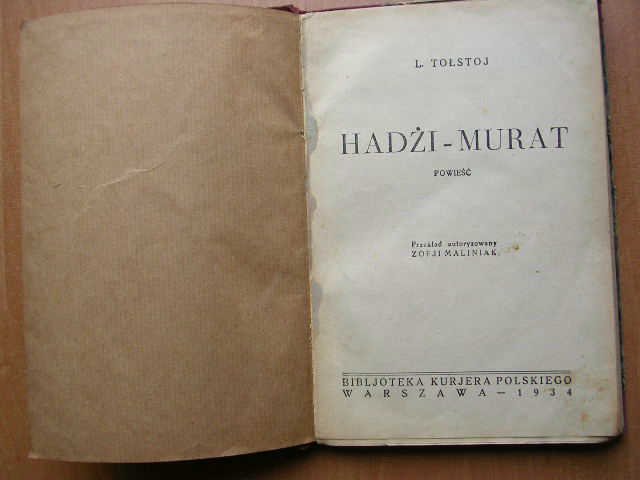 L. TOŁSTOJ
HADŻI-MURAT
POWIEŚĆ
Przekład autoryzowany
ZOFJI MALINIAK
BIBLJOTEKA KURJERA POLSKIEGO
WARSZAWA — 1934